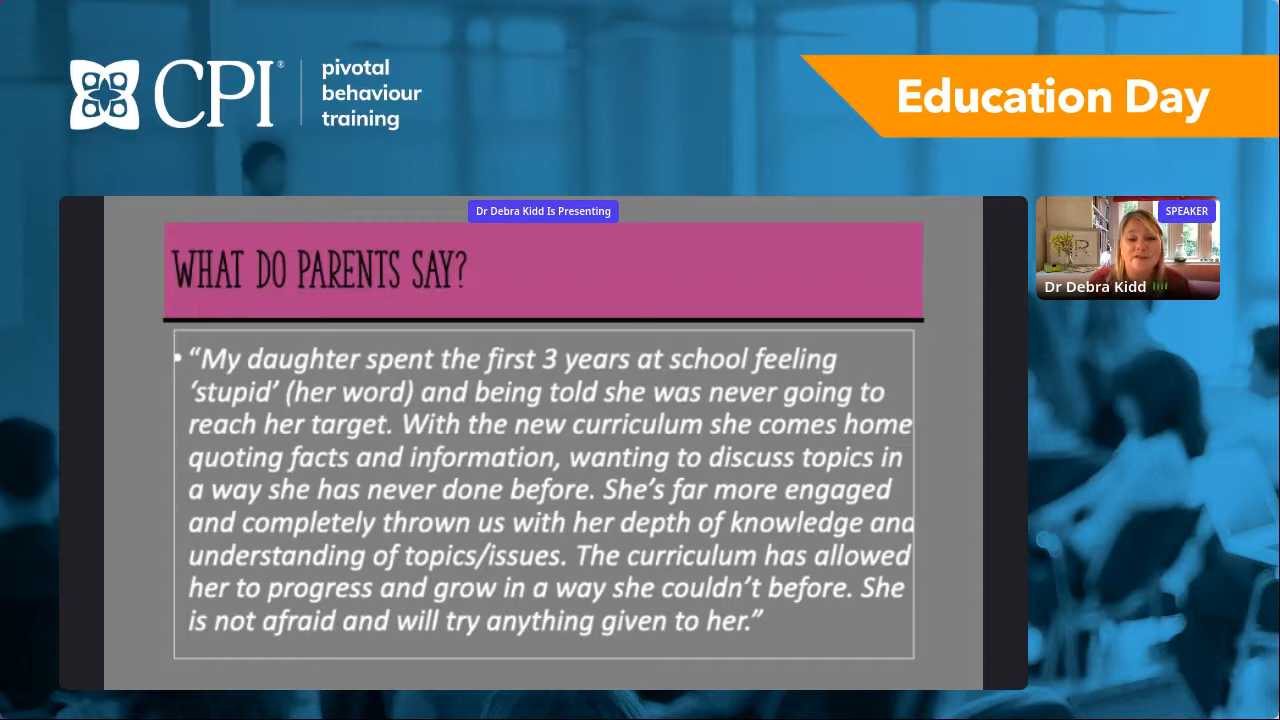 CPI®
pivotal
behaviour
training
Education Day
Dr Debra Kidd Is Presenting
SPEAKER
Dr Debra Kidd
WHAT DO PARENTS SAY?
• “My daughter spent the first 3 years at school feeling
‘stupid’ (her word) and being told she was never going to
reach her target. With the new curriculum she comes home
quoting facts and information, wanting to discuss topics in
a way she has never done before. She’s far more engaged
and completely thrown us with her depth of knowledge and
understanding of topics/issues. The curriculum has allowed
her to progress and grow in a way she couldn’t before. She
is not afraid and will try anything given to her.”